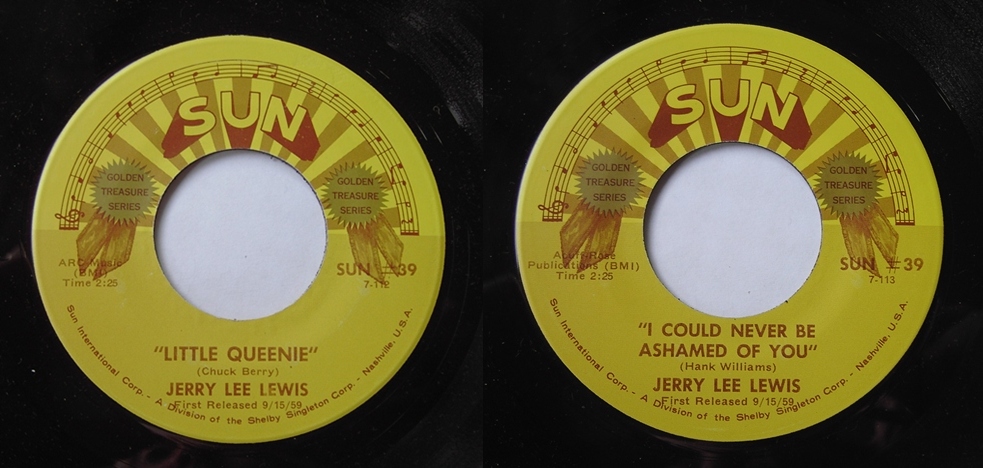 SUN
GOLDEN
TREASURE
SERIES
GOLDEN
TREASURE
SERIES
ARC Music
(BMI)
Time 2:25
SUN #39
7-112
"LITTLE QUEENIE"
(Chuck Berry)
JERRY LEE LEWIS
First Released 9/15/59
Sun International Corp. - A Division of the Shelby Singleton Corp. - Nashville, U.S.A.
SUN
GOLDEN
TREASURE
SERIES
GOLDEN
TREASURE
SERIES
Acuff-Rose
Publications (BMI)
Time 2:25
SUN #39
7-113
"I COULD NEVER BE
ASHAMED OF YOU"
(Hank Williams)
JERRY LEE LEWIS
First Released 9/15/59
Sun International Corp. - A Division of the Shelby Singleton Corp. - Nashville, U.S.A.